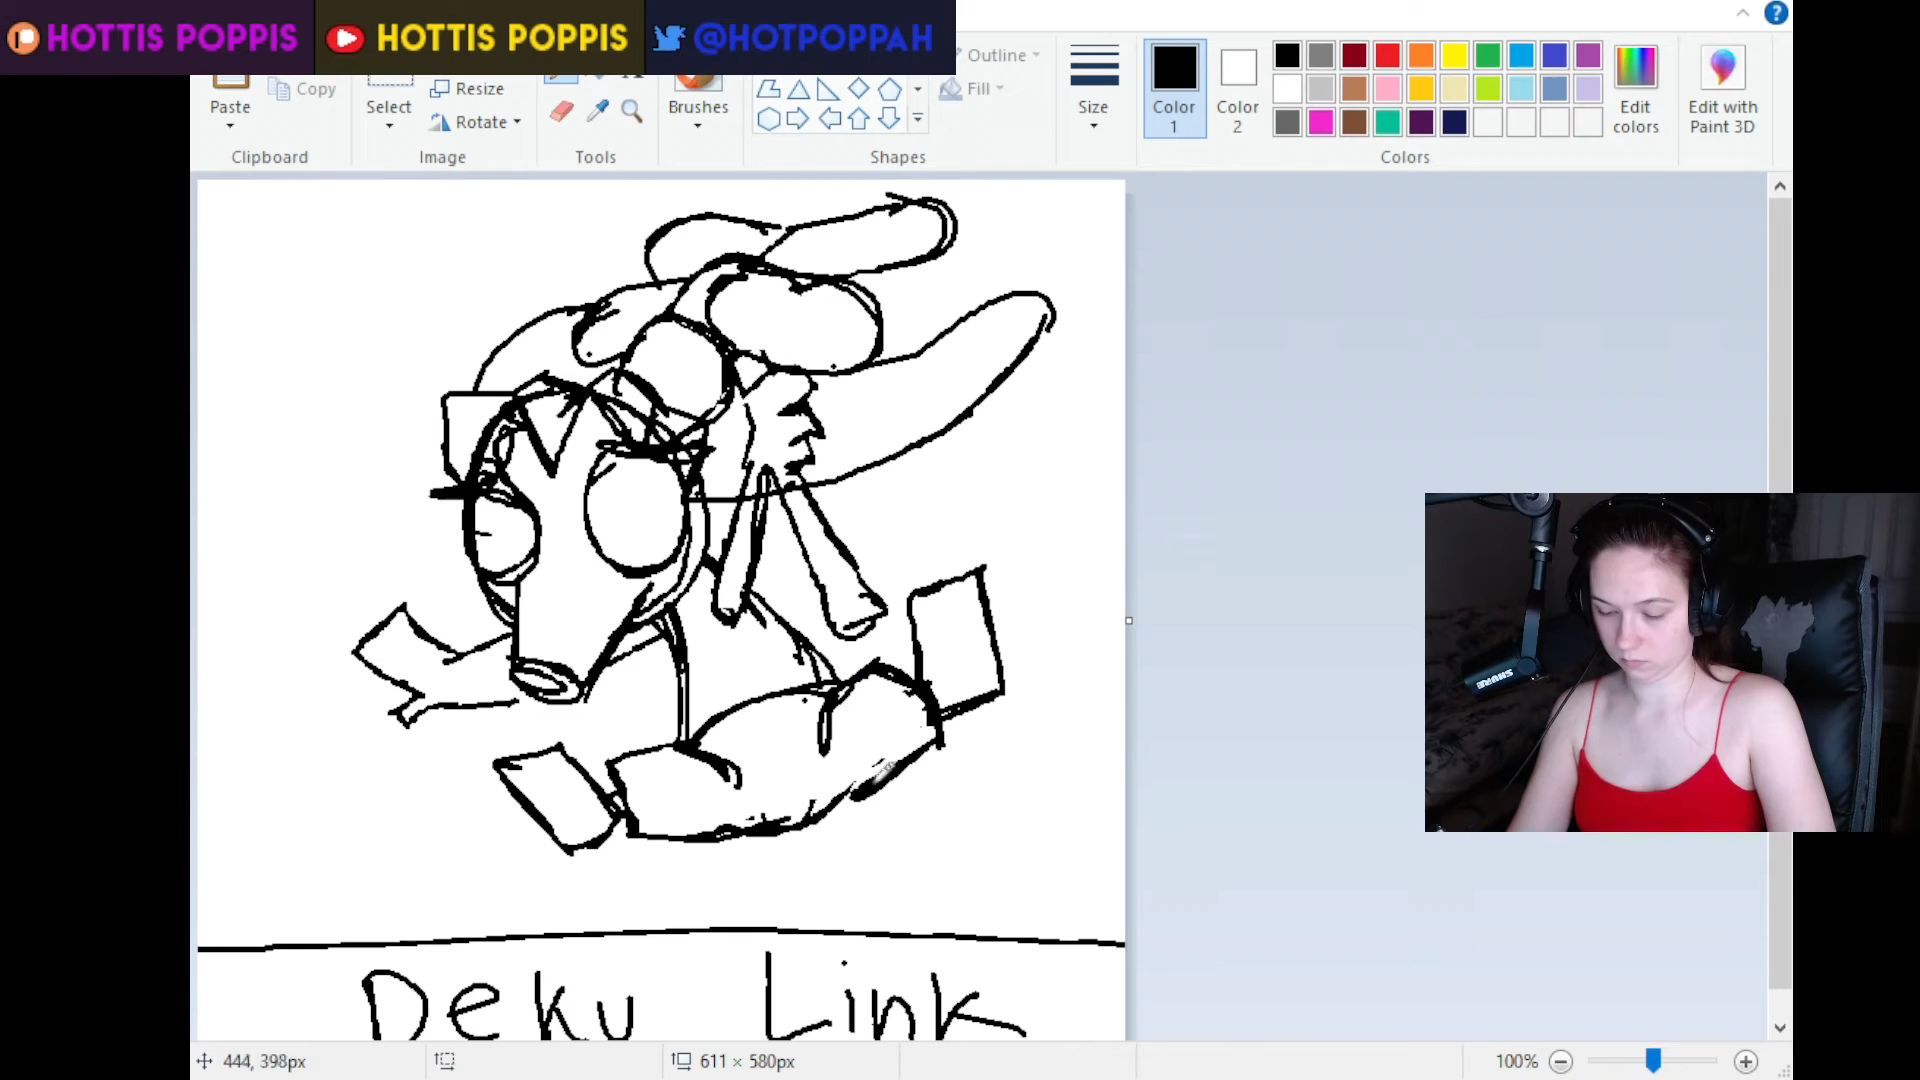 HOTTIS POPPIS HOTTIS POPPIS @HOTPOPPAH
Outline
Paste Copy Select Resize Brushes Fill Size Color 1 Color 2 Edit colors Edit with Paint 3D
Rotate
Clipboard Image Tools Shapes Colors
SHURE
Deku Link
444, 398px 611 × 580px 100%